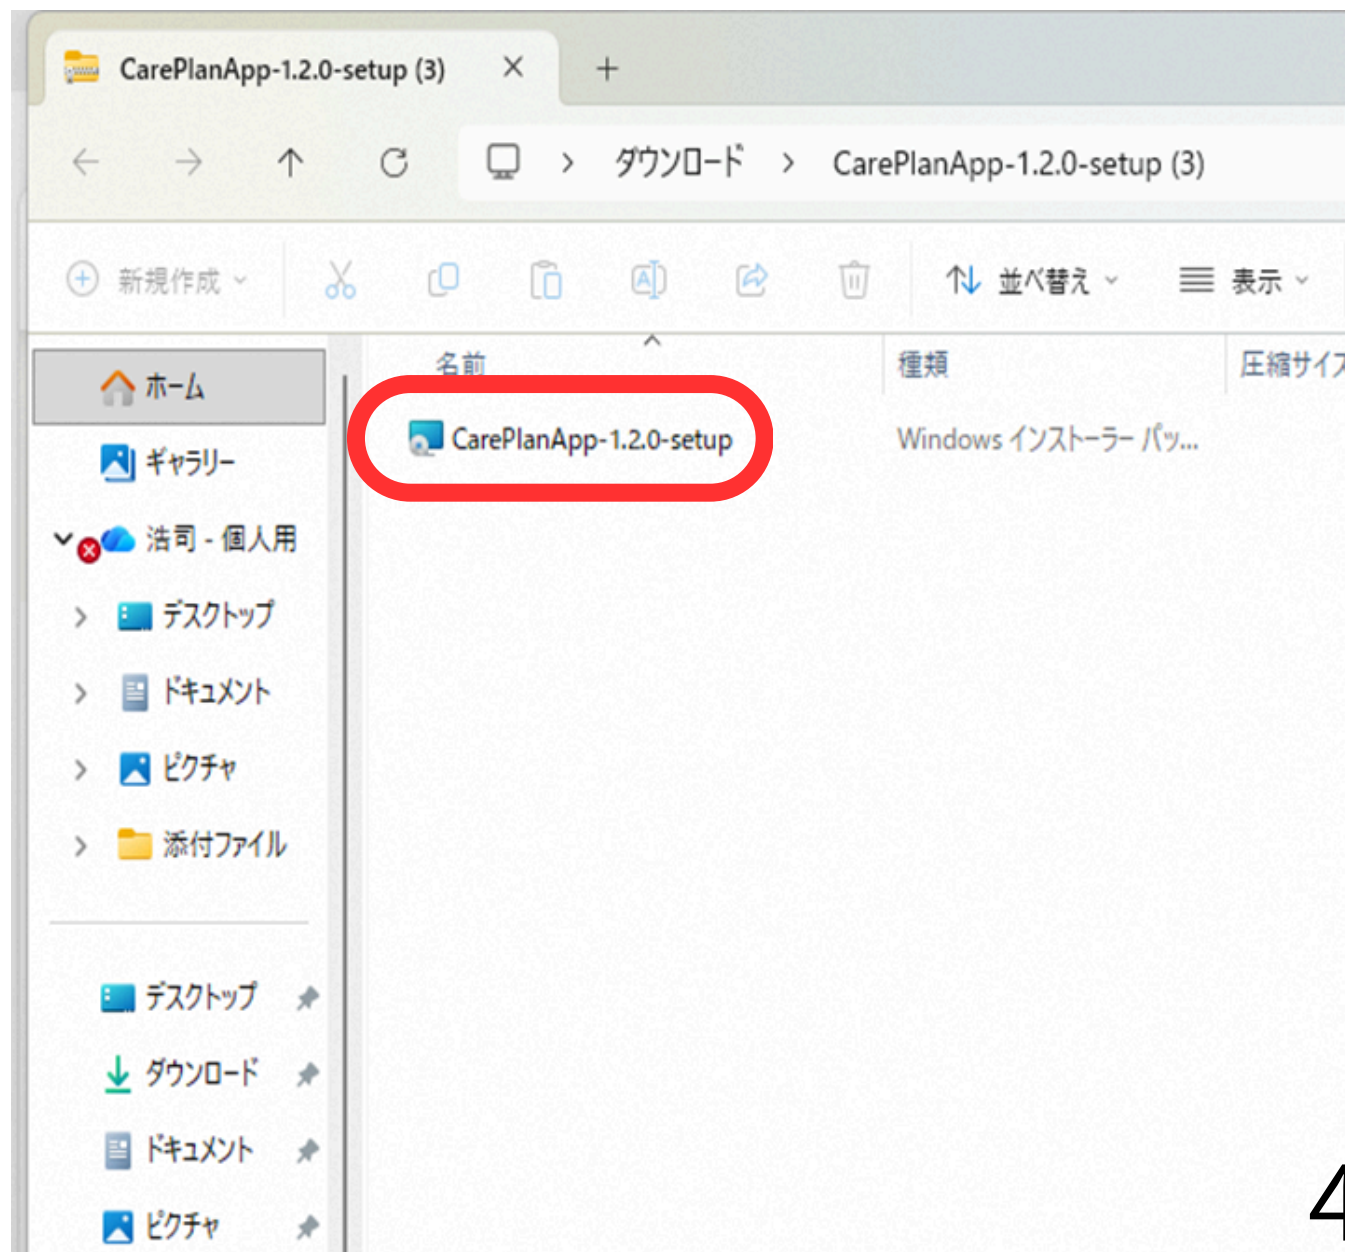 CarePlanApp-1.2.0-setup (3)
ダウンロード > CarePlanApp-1.2.0-setup (3)
新規作成 並べ替え 表示
名前 種類 圧縮サイズ
CarePlanApp-1.2.0-setup Windows インストーラー パッ...
ホーム
ギャラリー
浩司 - 個人用
デスクトップ
ドキュメント
ピクチャ
添付ファイル
デスクトップ
ダウンロード
ドキュメント
ピクチャ
4